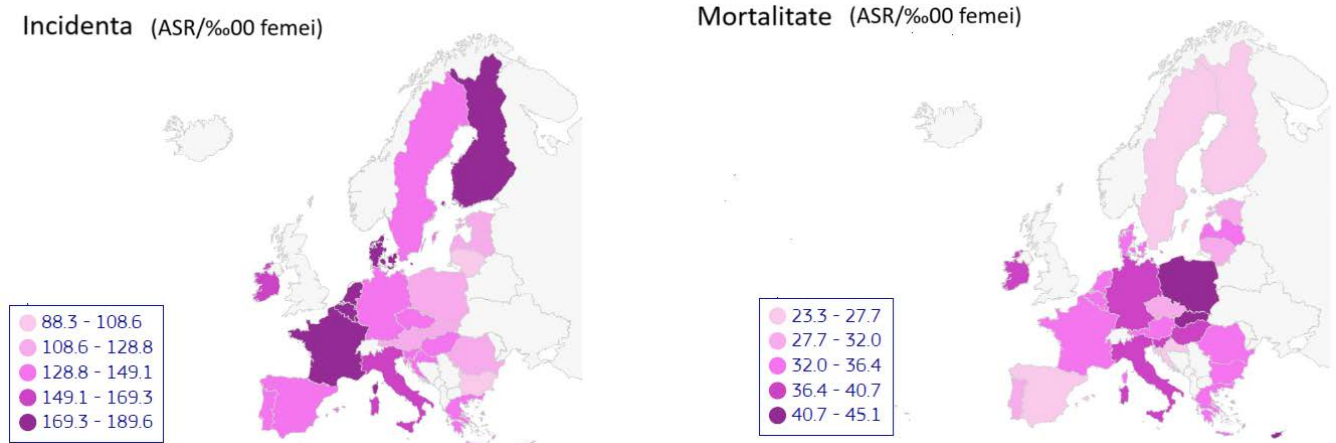 Incidenta (ASR/‰00 femei)
88.3 - 108.6
108.6 - 128.8
128.8 - 149.1
149.1 - 169.3
169.3 - 189.6
Mortalitate (ASR/‰00 femei)
23.3 - 27.7
27.7 - 32.0
32.0 - 36.4
36.4 - 40.7
40.7 - 45.1